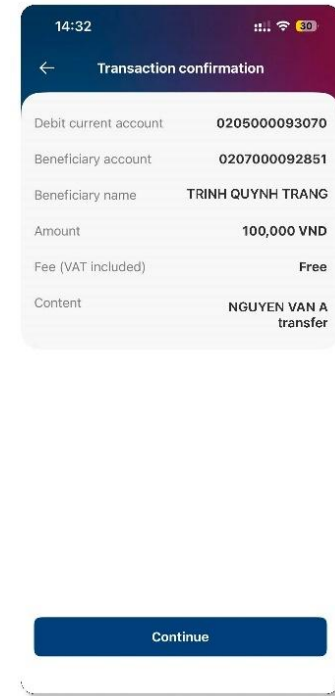 14:32
30
Transaction confirmation
Debit current account 0205000093070
Beneficiary account 0207000092851
Beneficiary name TRINH QUYNH TRANG
Amount 100,000 VND
Fee (VAT included) Free
Content NGUYEN VAN A
transfer
Continue